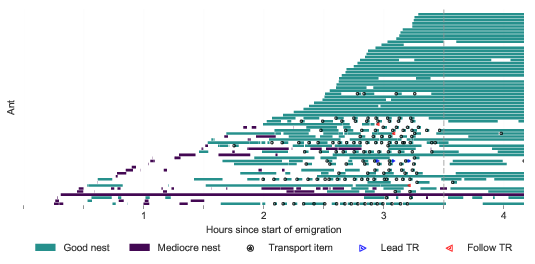 Ant
1 2 3 4
Hours since start of emigration
Good nest Mediocre nest Transport item Lead TR Follow TR